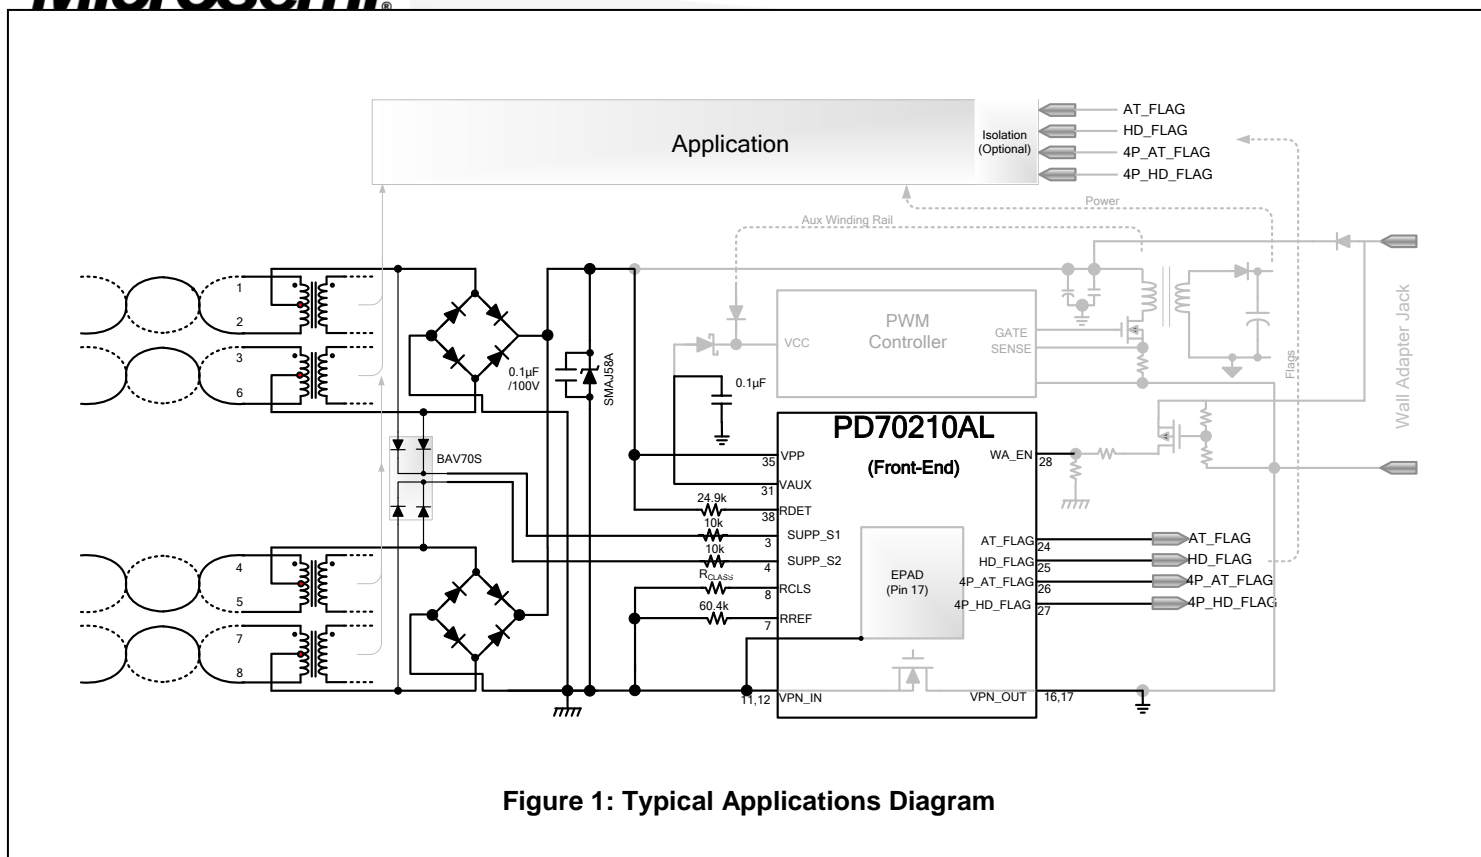 Microsemi®
AT_FLAG
HD_FLAG
4P_AT_FLAG
4P_HD_FLAG
Application
Isolation
(Optional)
Power
Aux Winding Rail
1
2
3
6
4
5
7
8
PWM
Controller
VCC
GATE
SENSE
0.1µF
/100V
SMAJ58A
0.1µF
BAV70S
Flags
Wall Adapter Jack
PD70210AL
(Front-End)
VPP
35
VAUX
31
24.9k
RDET
38
10k
SUPP_S1
3
10k
SUPP_S2
4
RCLASS
RCLS
8
60.4k
RREF
7
11,12
VPN_IN
EPAD
(Pin 17)
WA_EN
28
AT_FLAG
24
HD_FLAG
25
4P_AT_FLAG
26
4P_HD_FLAG
27
VPN_OUT
16,17
AT_FLAG
HD_FLAG
4P_AT_FLAG
4P_HD_FLAG
Figure 1: Typical Applications Diagram